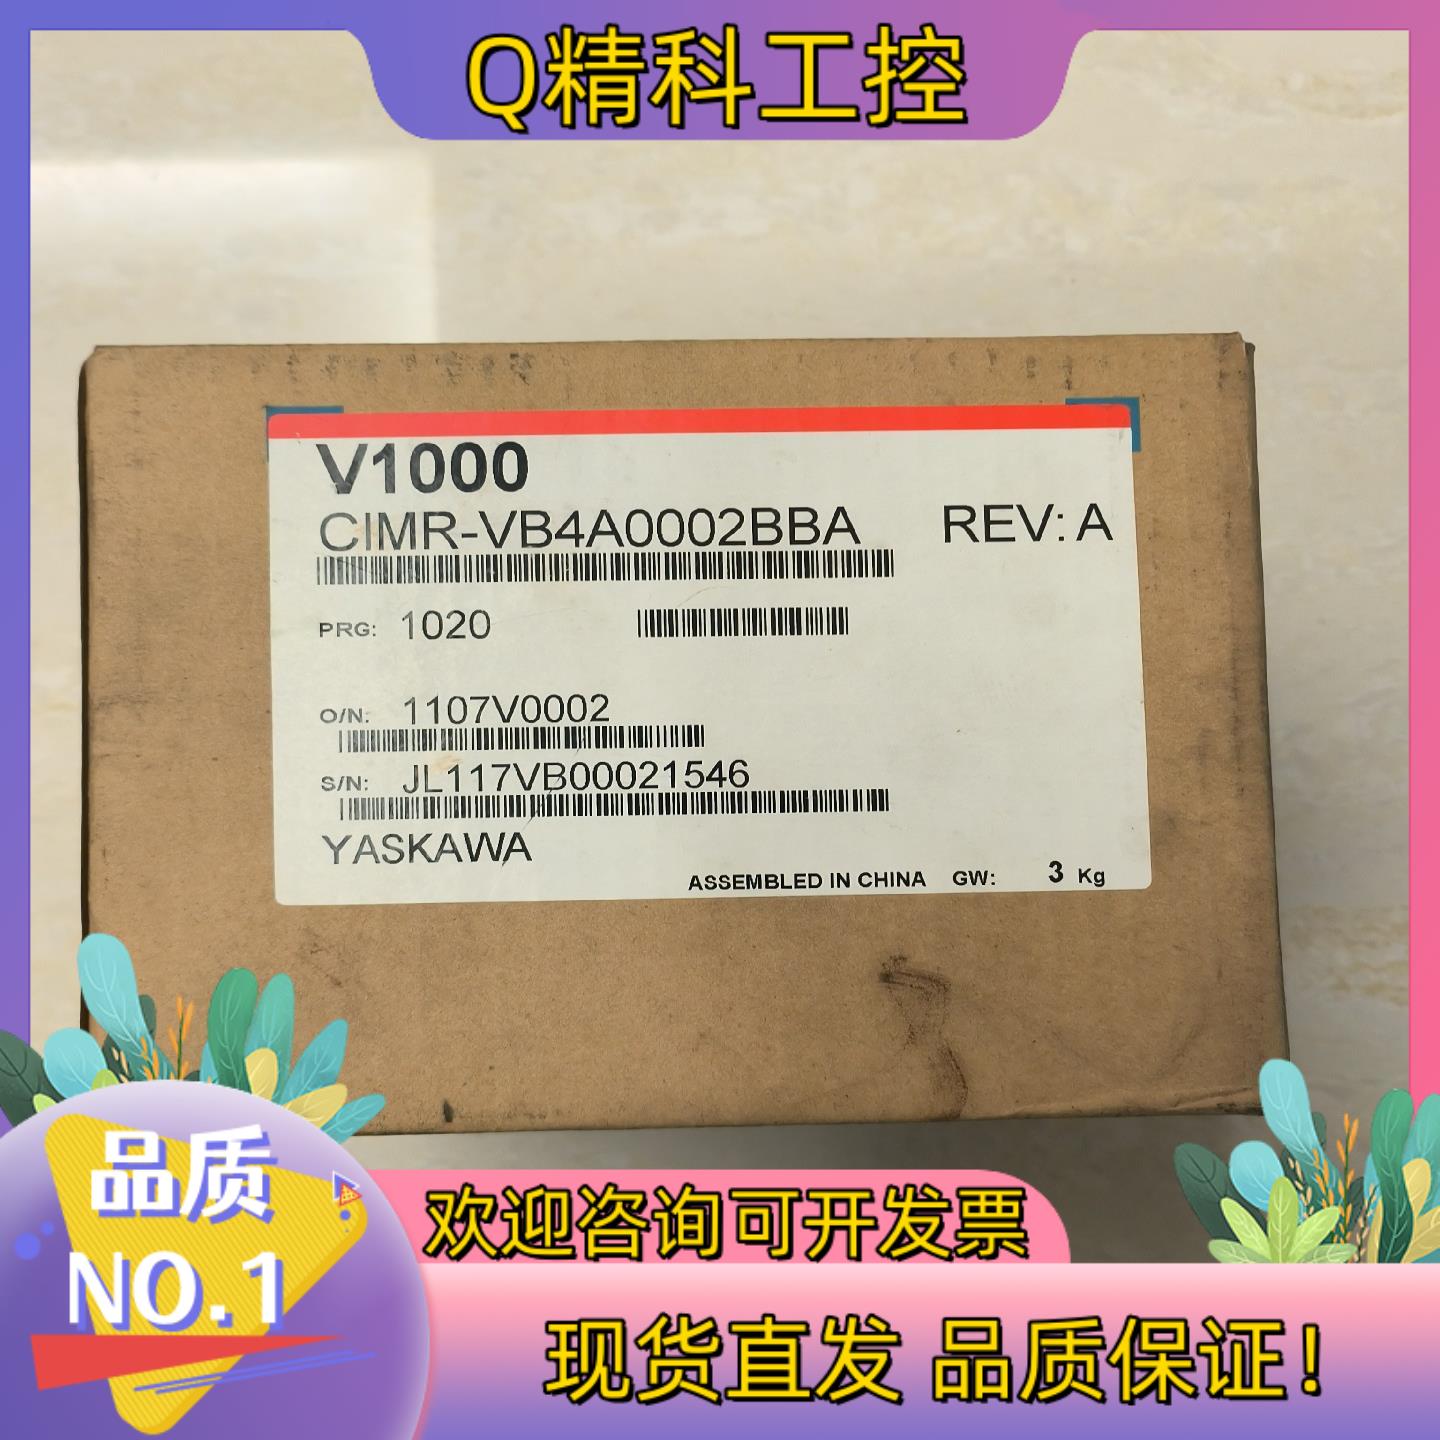 Q精科工控
V1000
CIMR-VB4A0002BBA REV: A
PRG: 1020
O/N: 1107V0002
S/N: JL117VB00021546
YASKAWA
ASSEMBLED IN CHINA GW: 3 Kg
品质
NO.1
欢迎咨询可开发票
现货直发 品质保证!